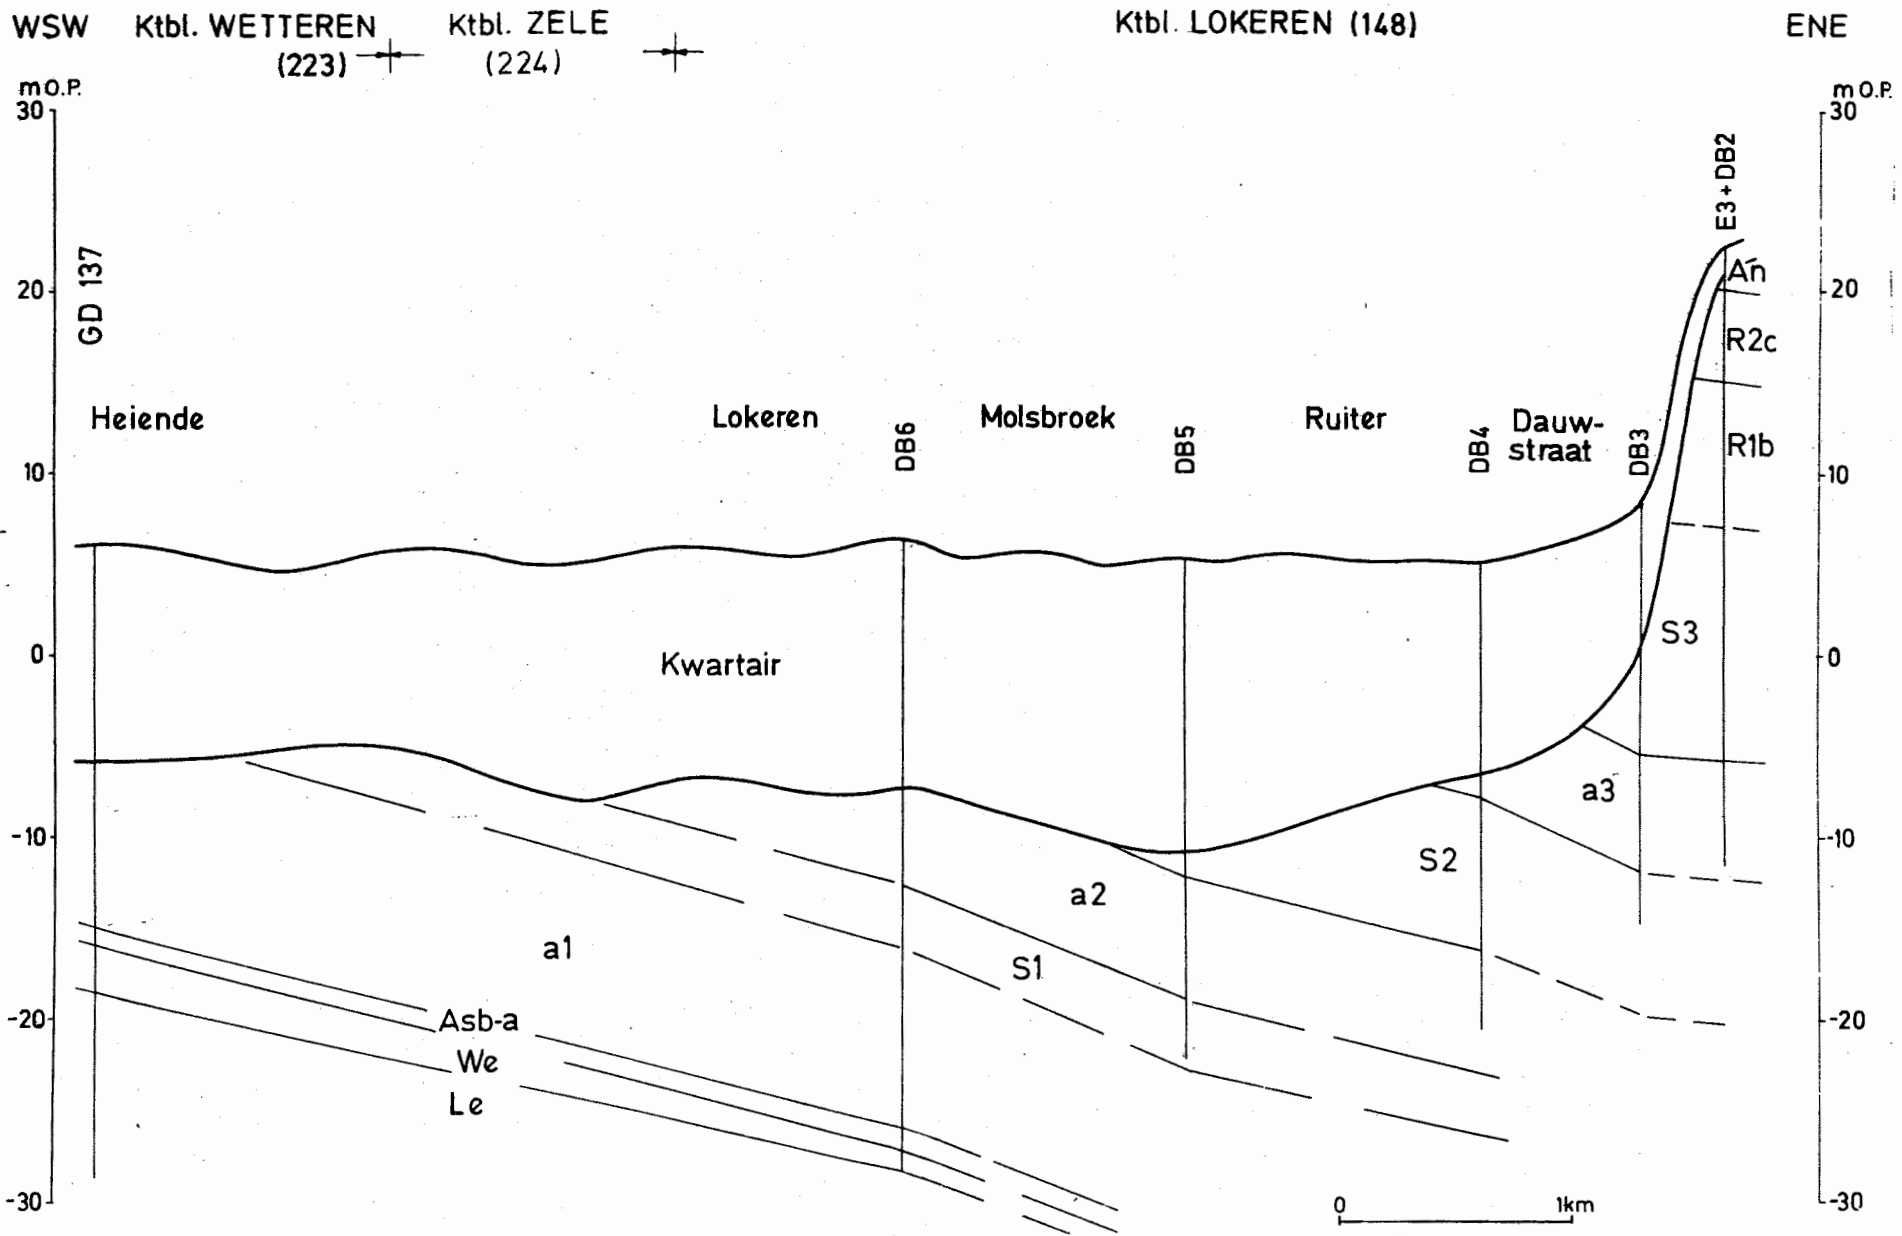 WSW Ktbl. WETTEREN Ktbl. ZELE Ktbl. LOKEREN (148) ENE
(223) (224)
m O.P. m O.P.
30 30
E3 + DB2
GD 137
An
20 20
R2c
Heiende Lokeren Molsbroek Ruiter Dauw-
straat
DB6 DB5 DB4 DB3
R1b
10 10
S3
0 Kwartair 0
a3
-10 -10
S2
a2
a1
S1
-20 Asb-a -20
We
Le
-30 -30
0 1km